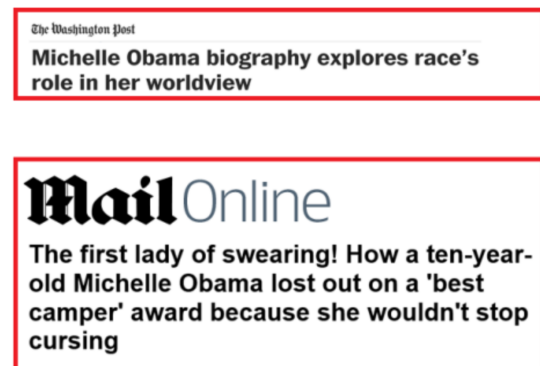 The Washington Post
Michelle Obama biography explores race's
role in her worldview
Mail Online
The first lady of swearing! How a ten-year-
old Michelle Obama lost out on a 'best
camper' award because she wouldn't stop
cursing